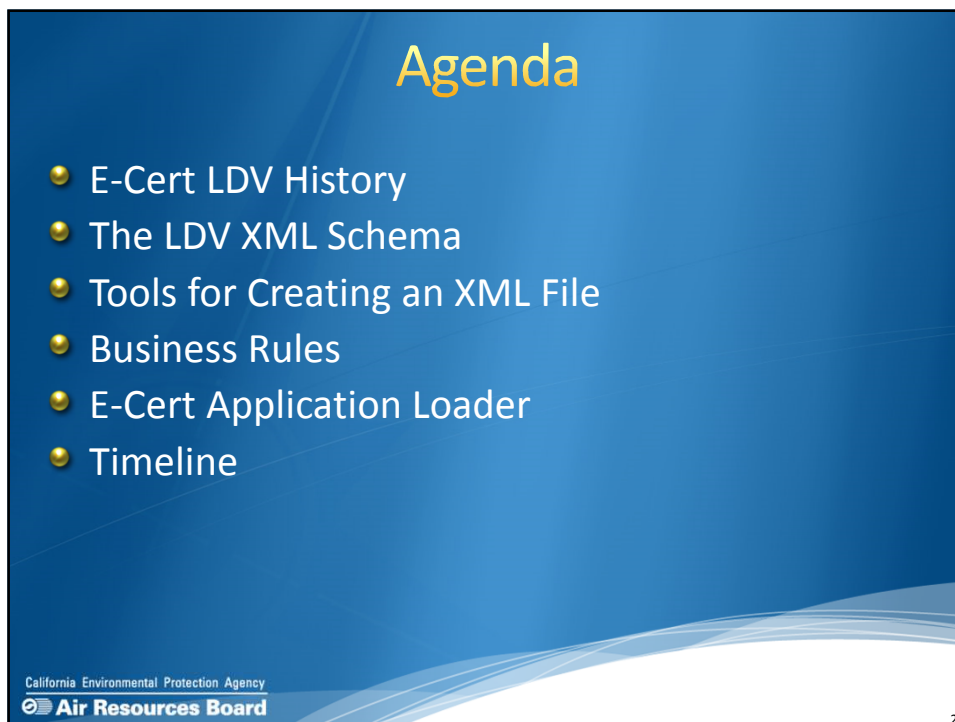 Agenda
E-Cert LDV History
The LDV XML Schema
Tools for Creating an XML File
Business Rules
E-Cert Application Loader
Timeline
California Environmental Protection Agency
Air Resources Board